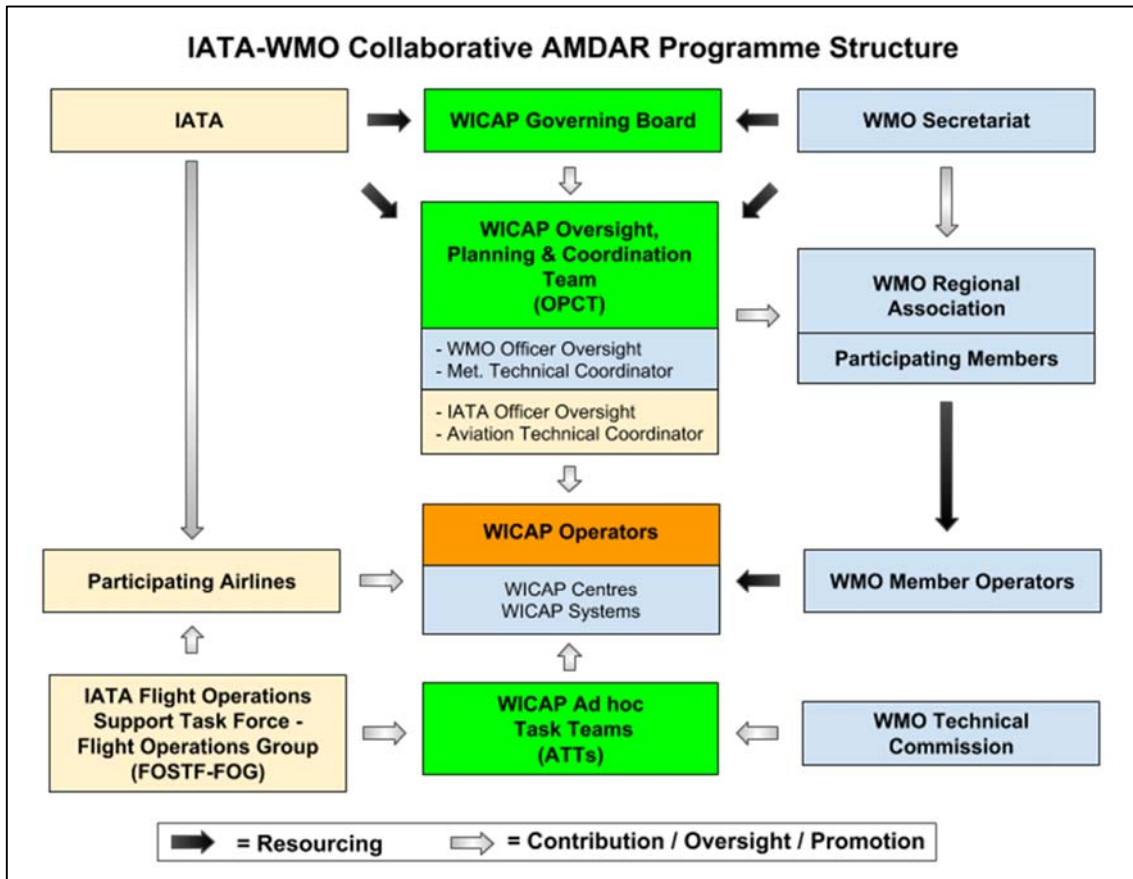 IATA-WMO Collaborative AMDAR Programme Structure
IATA
WICAP Governing Board
WMO Secretariat
WICAP Oversight,
Planning & Coordination
Team
(OPCT)
- WMO Officer Oversight
- Met. Technical Coordinator
- IATA Officer Oversight
- Aviation Technical Coordinator
WMO Regional
Association
Participating Members
Participating Airlines
WICAP Operators
WICAP Centres
WICAP Systems
WMO Member Operators
IATA Flight Operations
Support Task Force -
Flight Operations Group
(FOSTF-FOG)
WICAP Ad hoc
Task Teams
(ATTs)
WMO Technical
Commission
= Resourcing
= Contribution / Oversight / Promotion